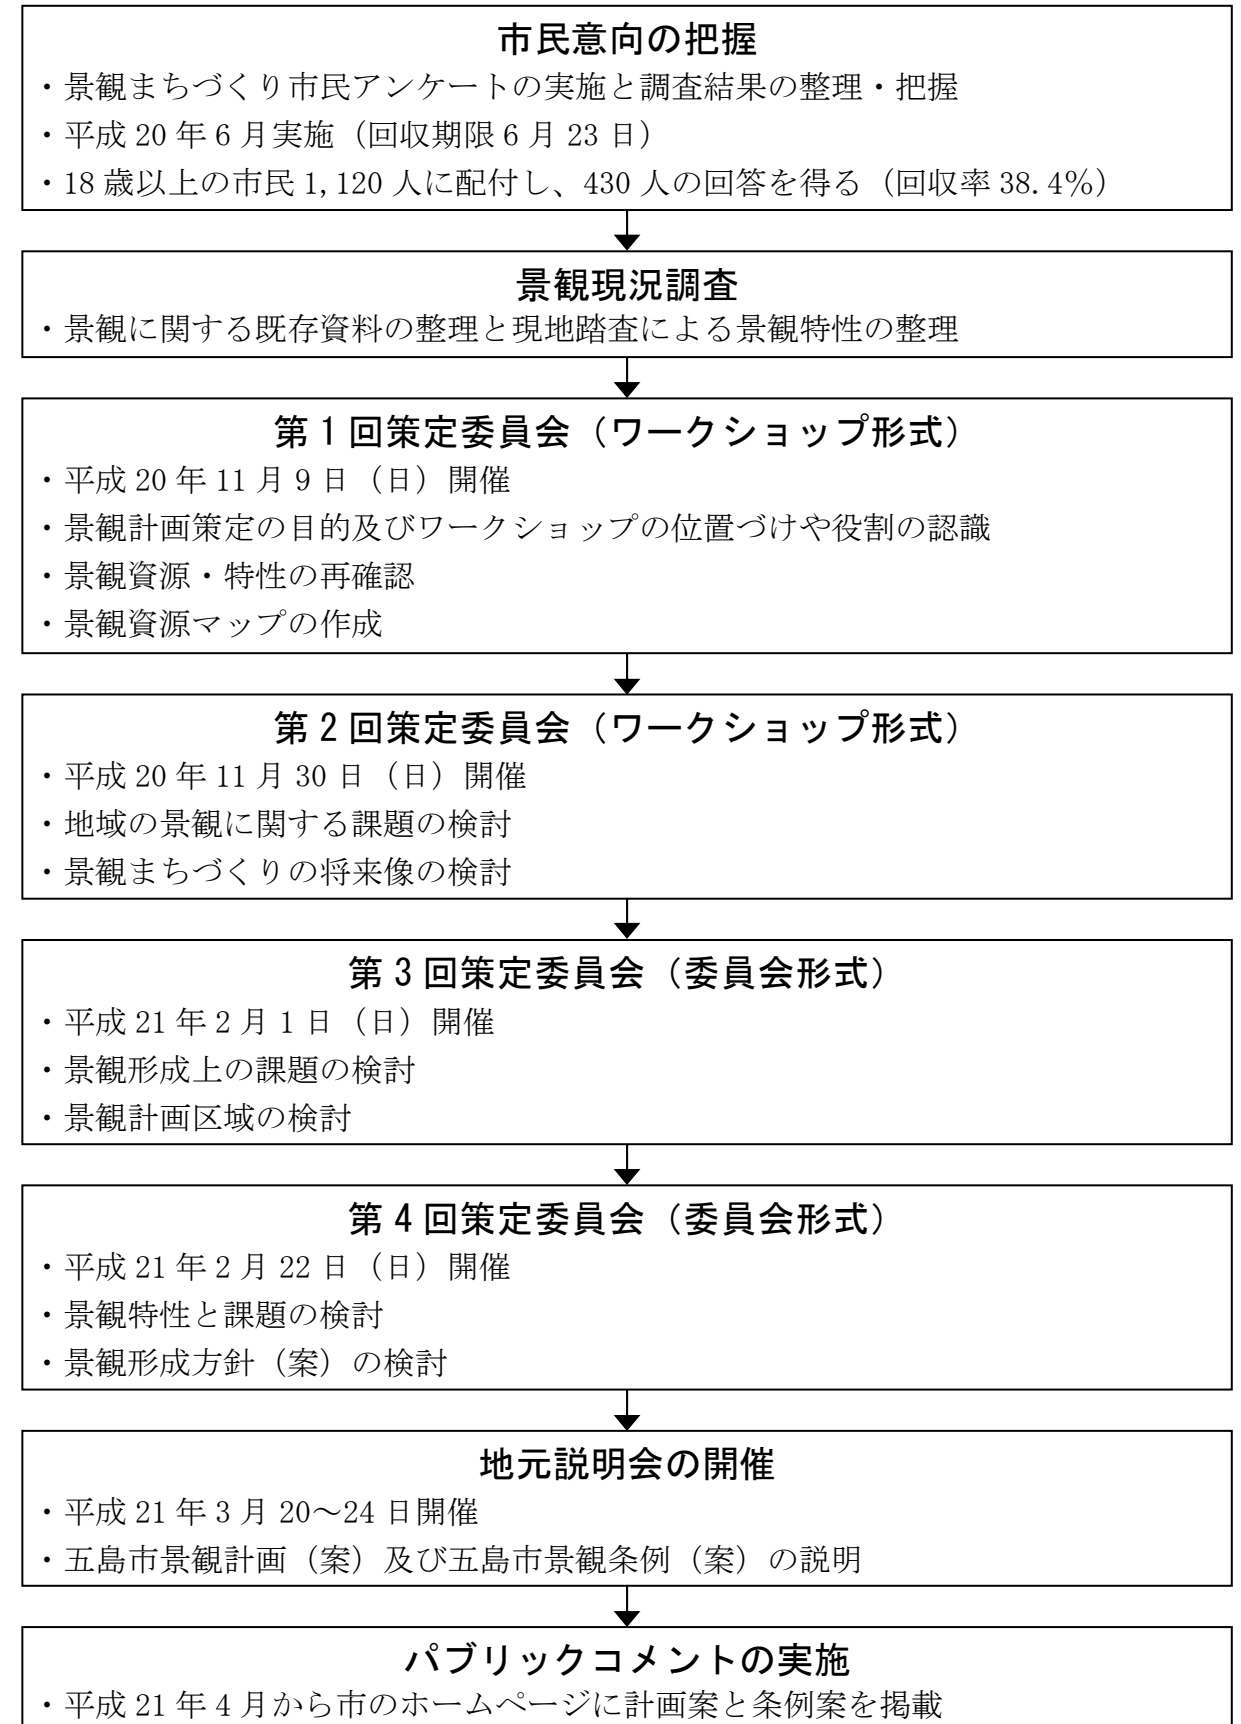 市民意向の把握
・景観まちづくり市民アンケートの実施と調査結果の整理・把握
・平成 20 年 6 月実施（回収期限 6 月 23 日）
・18 歳以上の市民 1,120 人に配付し、430 人の回答を得る（回収率 38.4％）
景観現況調査
・景観に関する既存資料の整理と現地踏査による景観特性の整理
第 1 回策定委員会（ワークショップ形式）
・平成 20 年 11 月 9 日（日）開催
・景観計画策定の目的及びワークショップの位置づけや役割の認識
・景観資源・特性の再確認
・景観資源マップの作成
第 2 回策定委員会（ワークショップ形式）
・平成 20 年 11 月 30 日（日）開催
・地域の景観に関する課題の検討
・景観まちづくりの将来像の検討
第 3 回策定委員会（委員会形式）
・平成 21 年 2 月 1 日（日）開催
・景観形成上の課題の検討
・景観計画区域の検討
第 4 回策定委員会（委員会形式）
・平成 21 年 2 月 22 日（日）開催
・景観特性と課題の検討
・景観形成方針（案）の検討
地元説明会の開催
・平成 21 年 3 月 20～24 日開催
・五島市景観計画（案）及び五島市景観条例（案）の説明
パブリックコメントの実施
・平成 21 年 4 月から市のホームページに計画案と条例案を掲載